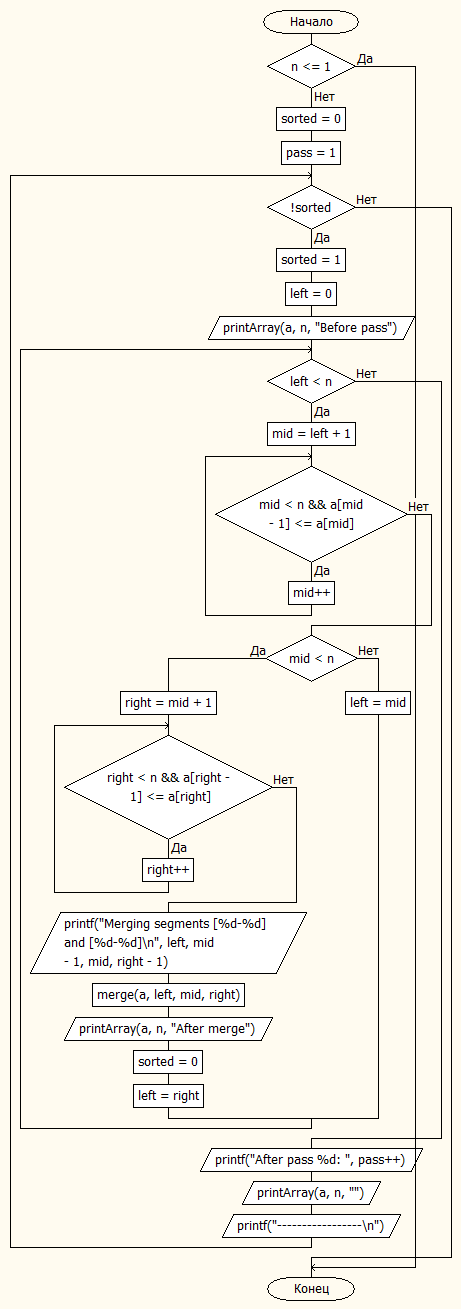 Начало
n <= 1
Да
Нет
sorted = 0
pass = 1
!sorted
Нет
Да
sorted = 1
left = 0
printArray(a, n, "Before pass")
left < n
Нет
Да
mid = left + 1
mid < n && a[mid
- 1] <= a[mid]
Нет
Да
mid++
Да
mid < n
Нет
right = mid + 1
left = mid
right < n && a[right -
1] <= a[right]
Нет
Да
right++
printf("Merging segments [%d-%d]
and [%d-%d]\n", left, mid
- 1, mid, right - 1)
merge(a, left, mid, right)
printArray(a, n, "After merge")
sorted = 0
left = right
printf("After pass %d: ", pass++)
printArray(a, n, "")
printf("------------------\n")
Конец